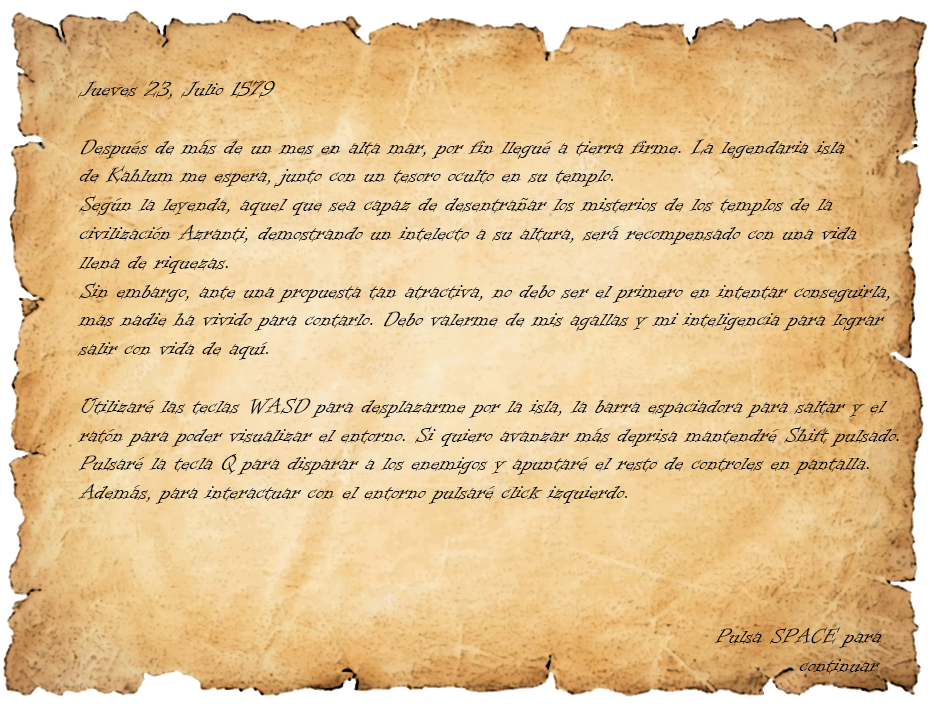 Jueves 23, Julio 1579
Después de más de un mes en alta mar, por fin llegué a tierra firme. La legendaria isla
de Kahlum me espera, junto con un tesoro oculto en su templo.
Según la leyenda, aquel que sea capaz de desentrañar los misterios de los templos de la
civilización Azranti, demostrando un intelecto a su altura, será recompensado con una vida
llena de riquezas.
Sin embargo, ante una propuesta tan atractiva, no debo ser el primero en intentar conseguirla,
mas nadie ha vivido para contarlo. Debo valerme de mis agallas y mi inteligencia para lograr
salir con vida de aquí.
Utilizaré las teclas WASD para desplazarme por la isla, la barra espaciadora para saltar y el
ratón para poder visualizar el entorno. Si quiero avanzar más deprisa mantendré Shift pulsado.
Pulsaré la tecla Q para disparar a los enemigos y apuntaré el resto de controles en pantalla.
Además, para interactuar con el entorno pulsaré click izquierdo.
Pulsa SPACE para
continuar